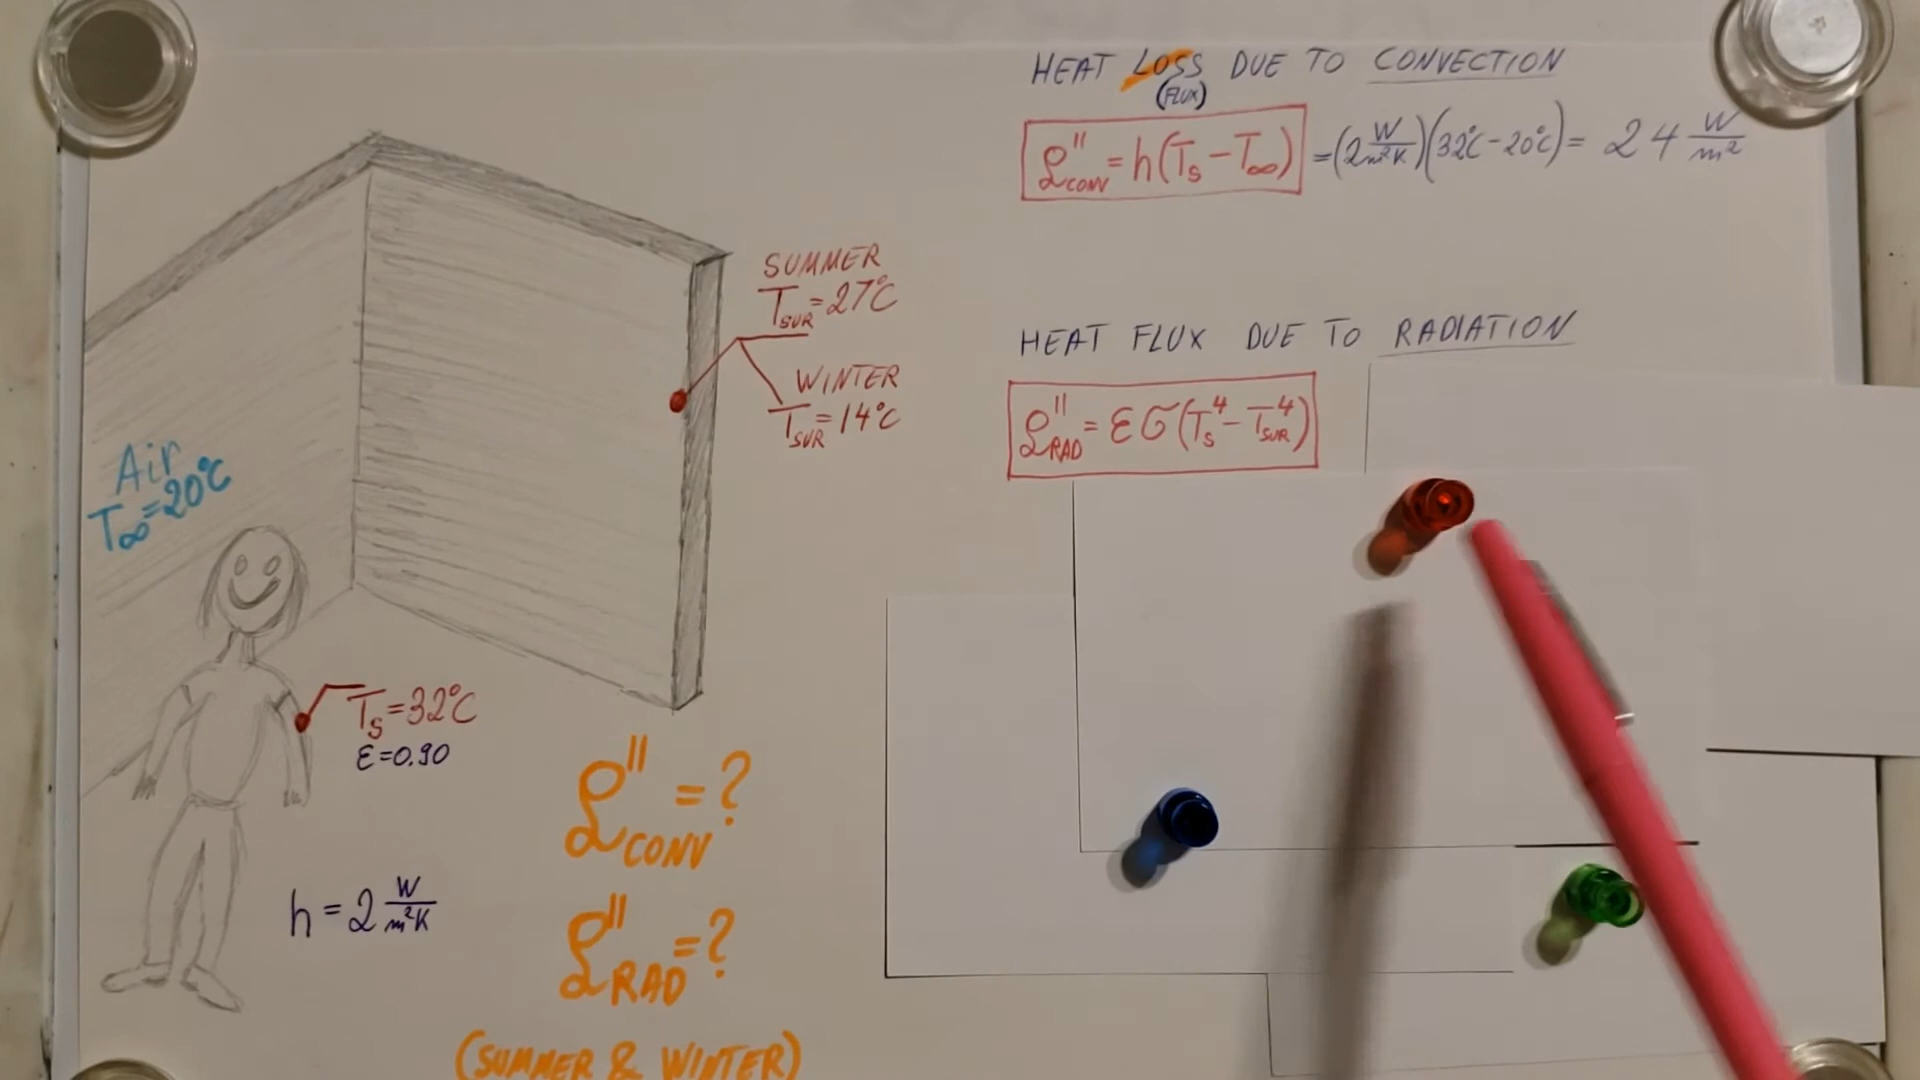 HEAT LOSS DUE TO CONVECTION
(FLUX)
q''CONV = h(Ts - T∞) = (2 W/m²K)(32°C - 20°C) = 24 W/m²
SUMMER
TSUR = 27°C
WINTER
TSUR = 14°C
HEAT FLUX DUE TO RADIATION
q''RAD = εσ(Ts⁴ - TSUR⁴)
Air
T∞ = 20°C
Ts = 32°C
ε = 0.90
h = 2 W/m²K
q''CONV = ?
q''RAD = ?
(SUMMER & WINTER)